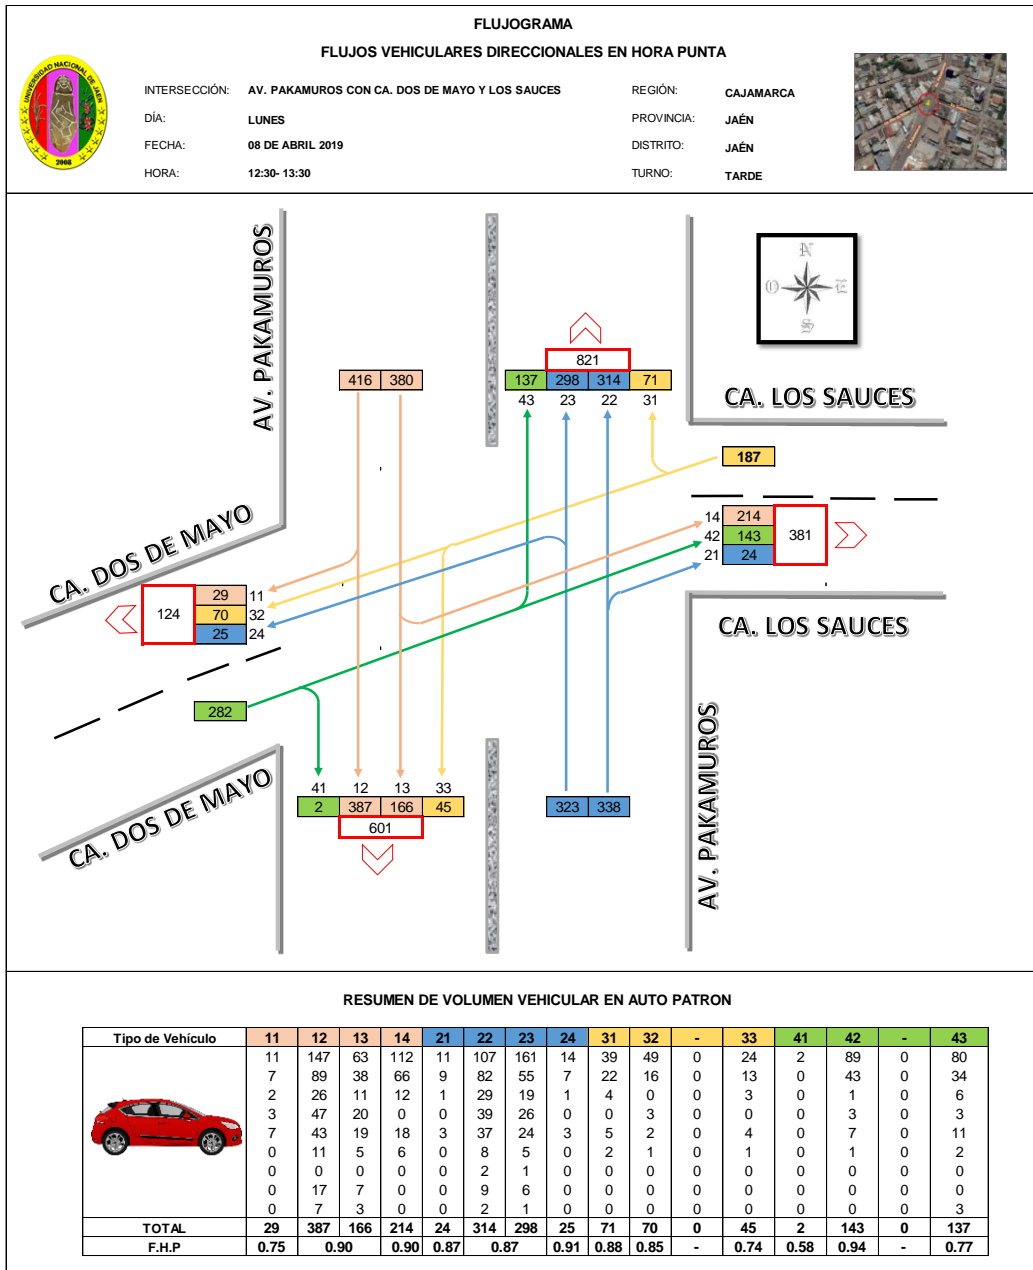 FLUJOGRAMA
FLUJOS VEHICULARES DIRECCIONALES EN HORA PUNTA
UNIVERSIDAD NACIONAL DE JAEN
2008
INTERSECCIÓN: AV. PAKAMUROS CON CA. DOS DE MAYO Y LOS SAUCES
REGIÓN: CAJAMARCA
DÍA: LUNES
PROVINCIA: JAÉN
FECHA: 08 DE ABRIL 2019
DISTRITO: JAÉN
HORA: 12:30- 13:30
TURNO: TARDE
AV. PAKAMUROS
N
O E
S
821
416 380
137 298 314 71
43 23 22 31
CA. LOS SAUCES
187
14 214
42 143 381
21 24
CA. DOS DE MAYO
29 11
124 70 32
25 24
CA. LOS SAUCES
282
CA. DOS DE MAYO
41 12 13 33
2 387 166 45
601
323 338
AV. PAKAMUROS
RESUMEN DE VOLUMEN VEHICULAR EN AUTO PATRON
Tipo de Vehículo 11 12 13 14 21 22 23 24 31 32 - 33 41 42 - 43
11 147 63 112 11 107 161 14 39 49 0 24 2 89 0 80
7 89 38 66 9 82 55 7 22 16 0 13 0 43 0 34
2 26 11 12 1 29 19 1 4 0 0 3 0 1 0 6
3 47 20 0 0 39 26 0 0 3 0 0 0 3 0 3
7 43 19 18 3 37 24 3 5 2 0 4 0 7 0 11
0 11 5 6 0 8 5 0 2 1 0 1 0 1 0 2
0 0 0 0 0 2 1 0 0 0 0 0 0 0 0 0
0 17 7 0 0 9 6 0 0 0 0 0 0 0 0 0
0 7 3 0 0 2 1 0 0 0 0 0 0 0 0 3
TOTAL 29 387 166 214 24 314 298 25 71 70 0 45 2 143 0 137
F.H.P 0.75 0.90 0.90 0.87 0.87 0.91 0.88 0.85 - 0.74 0.58 0.94 - 0.77